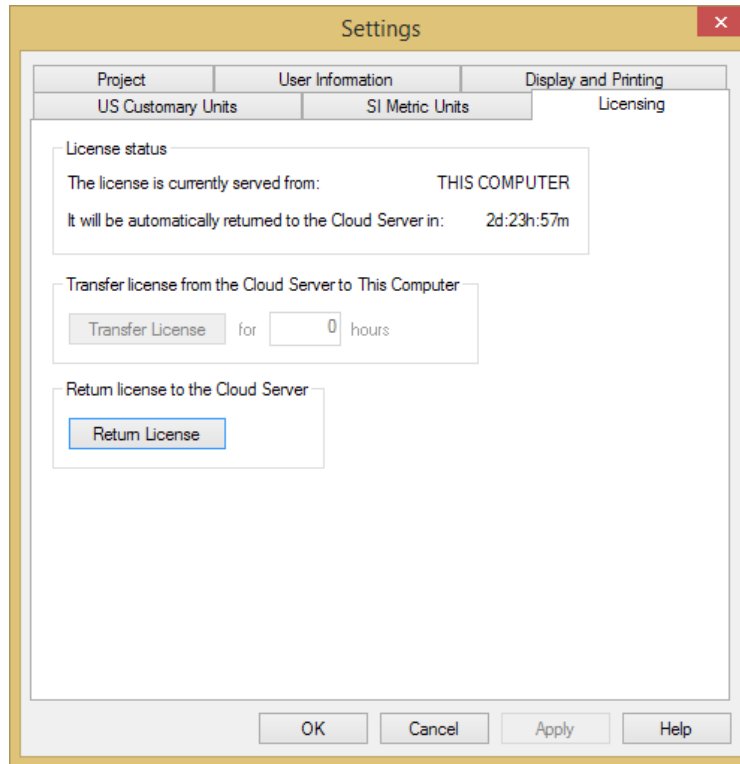 Settings
Project User Information Display and Printing
US Customary Units SI Metric Units Licensing
License status
The license is currently served from: THIS COMPUTER
It will be automatically returned to the Cloud Server in: 2d:23h:57m
Transfer license from the Cloud Server to This Computer
Transfer License for 0 hours
Return license to the Cloud Server
Return License
OK Cancel Apply Help